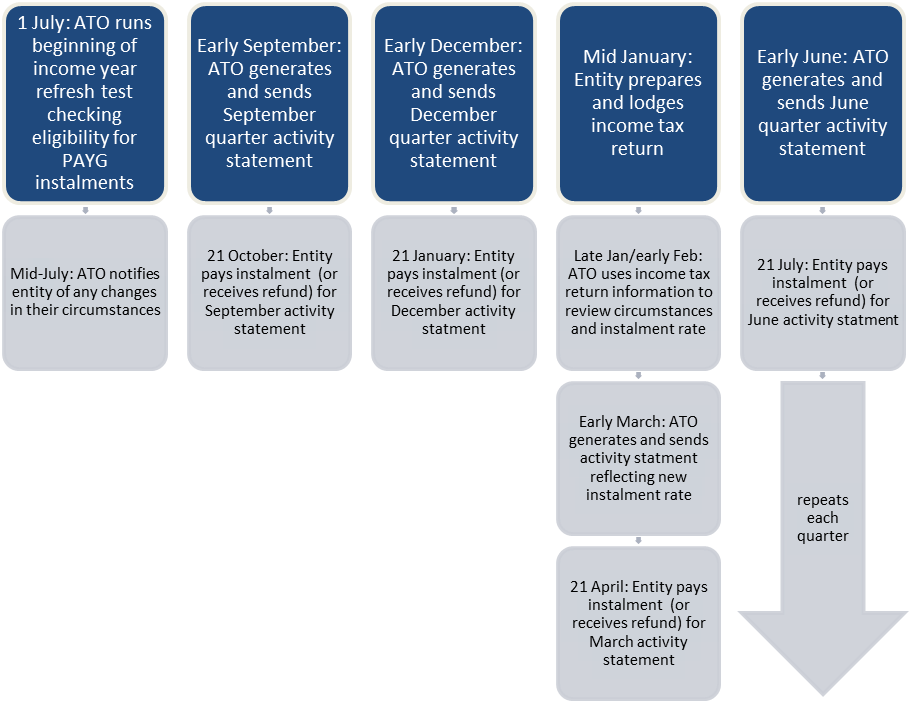 1 July: ATO runs
beginning of
income year
refresh test
checking
eligibility for
PAYG
instalments
Mid-July: ATO notifies
entity of any changes
in their circumstances
Early September:
ATO generates
and sends
September
quarter activity
statement
21 October: Entity
pays instalment (or
receives refund) for
September activity
statement
Early December:
ATO generates
and sends
December
quarter activity
statement
21 January: Entity
pays instalment (or
receives refund) for
December activity
statment
Mid January:
Entity prepares
and lodges
income tax
return
Late Jan/early Feb:
ATO uses income tax
return information to
review circumstances
and instalment rate
Early March: ATO
generates and sends
activity statment
reflecting new
instalment rate
21 April: Entity pays
instalment (or
receives refund) for
March activity
statement
Early June: ATO
generates and
sends June
quarter activity
statement
21 July: Entity pays
instalment (or
receives refund) for
June activity statment
repeats
each
quarter